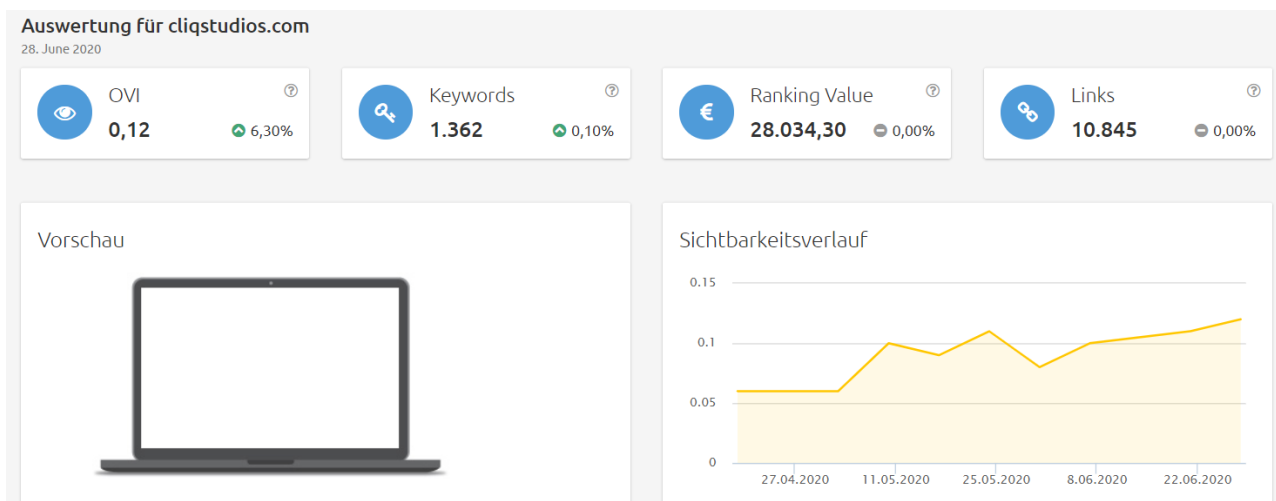 Auswertung für cliqstudios.com
28. June 2020
OVI
0,12
6,30%
Keywords
1.362
0,10%
Ranking Value
28.034,30
0,00%
Links
10.845
0,00%
Vorschau
Sichtbarkeitsverlauf
0.15
0.1
0.05
0
27.04.2020 11.05.2020 25.05.2020 8.06.2020 22.06.2020